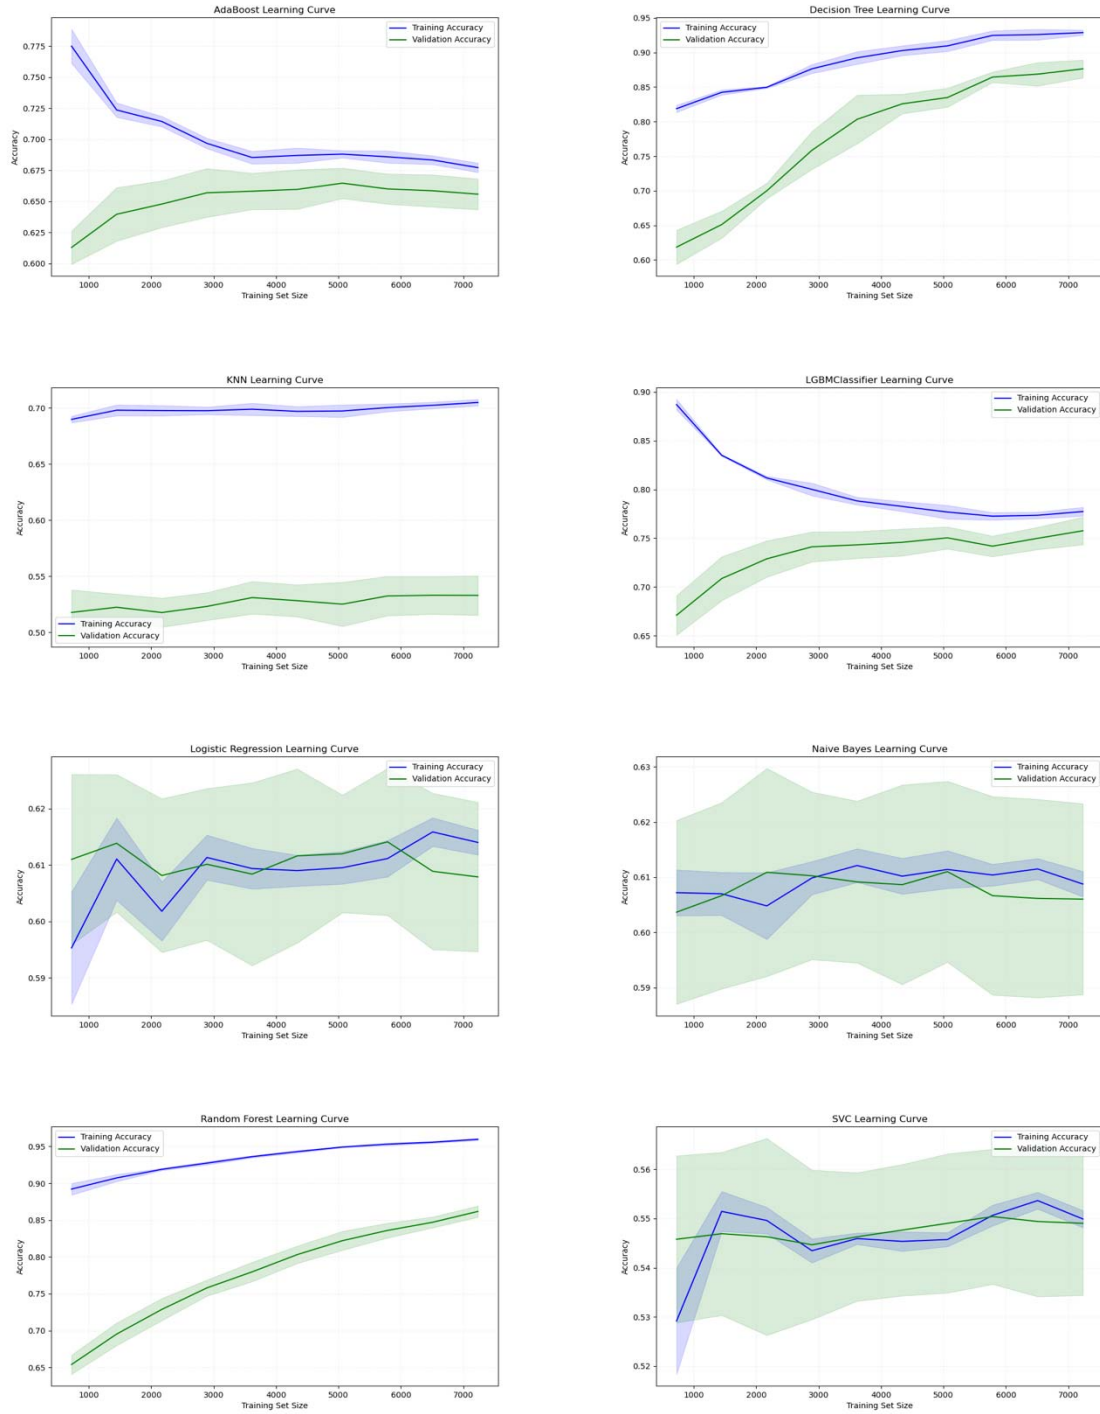 AdaBoost Learning Curve
Training Accuracy
Validation Accuracy
0.775
0.750
0.725
0.700
0.675
0.650
0.625
0.600
Accuracy
1000 2000 3000 4000 5000 6000 7000
Training Set Size
Decision Tree Learning Curve
Training Accuracy
Validation Accuracy
0.95
0.90
0.85
0.80
0.75
0.70
0.65
0.60
Accuracy
1000 2000 3000 4000 5000 6000 7000
Training Set Size
KNN Learning Curve
0.70
0.65
0.60
0.55
0.50
Accuracy
Training Accuracy
Validation Accuracy
1000 2000 3000 4000 5000 6000 7000
Training Set Size
LGBMClassifier Learning Curve
Training Accuracy
Validation Accuracy
0.90
0.85
0.80
0.75
0.70
0.65
Accuracy
1000 2000 3000 4000 5000 6000 7000
Training Set Size
Logistic Regression Learning Curve
Training Accuracy
Validation Accuracy
0.62
0.61
0.60
0.59
Accuracy
1000 2000 3000 4000 5000 6000 7000
Training Set Size
Naive Bayes Learning Curve
Training Accuracy
Validation Accuracy
0.63
0.62
0.61
0.60
0.59
Accuracy
1000 2000 3000 4000 5000 6000 7000
Training Set Size
Random Forest Learning Curve
Training Accuracy
Validation Accuracy
0.95
0.90
0.85
0.80
0.75
0.70
0.65
Accuracy
1000 2000 3000 4000 5000 6000 7000
Training Set Size
SVC Learning Curve
Training Accuracy
Validation Accuracy
0.56
0.55
0.54
0.53
0.52
Accuracy
1000 2000 3000 4000 5000 6000 7000
Training Set Size